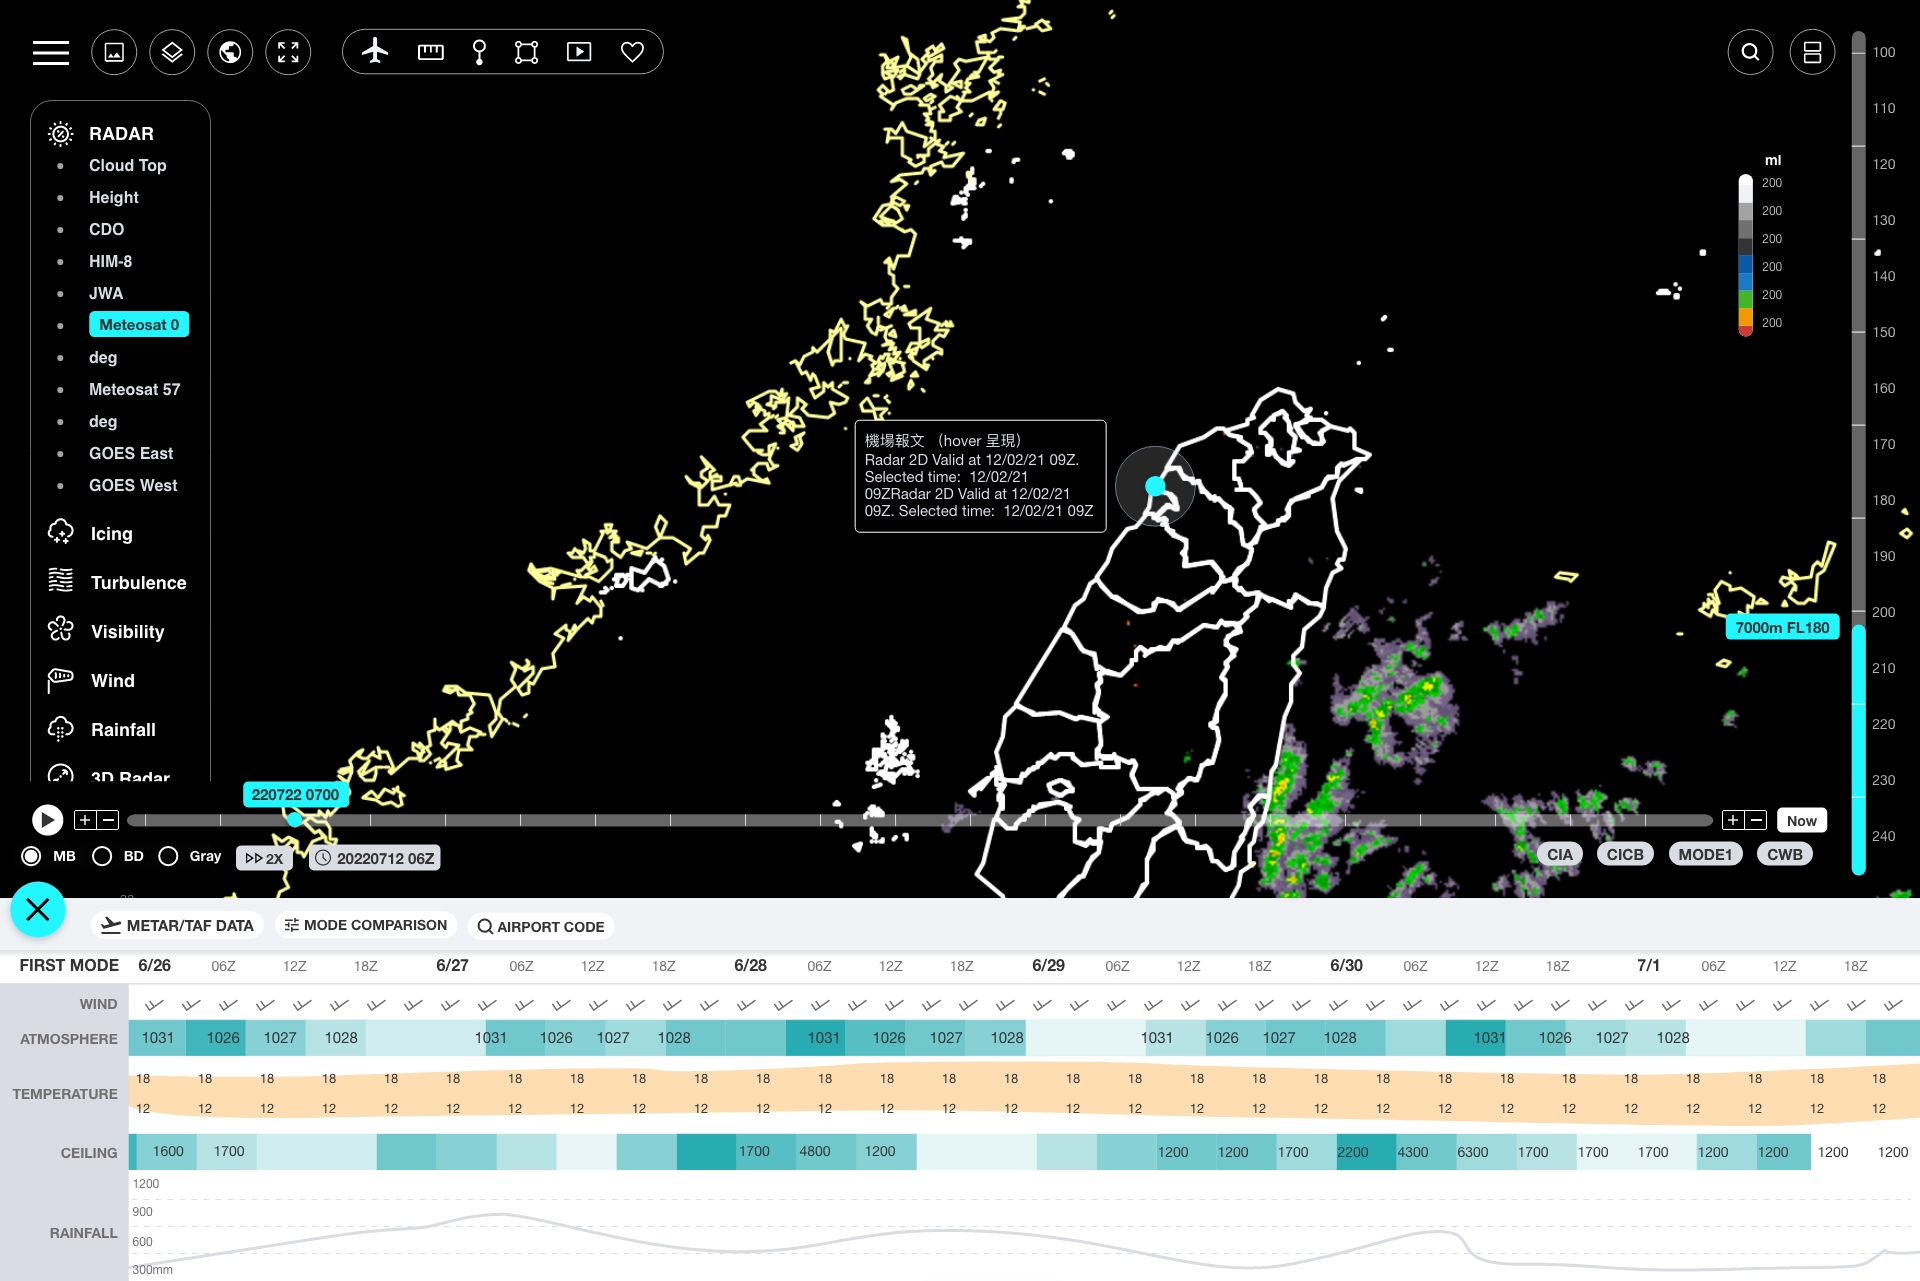 RADAR
Cloud Top
Height
CDO
HIM-8
JWA
Meteosat 0
deg
Meteosat 57
deg
GOES East
GOES West
Icing
Turbulence
Visibility
Wind
Rainfall
3D Radar
機場報文 （hover 呈現）
Radar 2D Valid at 12/02/21 09Z.
Selected time: 12/02/21
09ZRadar 2D Valid at 12/02/21
09Z. Selected time: 12/02/21 09Z
ml
200
200
200
200
200
200
100
110
120
130
140
150
160
170
180
190
200
210
220
230
240
7000m FL180
220722 0700
Now
MB BD Gray 2X 20220712 06Z
CIA CICB MODE1 CWB
METAR/TAF DATA MODE COMPARISON AIRPORT CODE
FIRST MODE 6/26 06Z 12Z 18Z 6/27 06Z 12Z 18Z 6/28 06Z 12Z 18Z 6/29 06Z 12Z 18Z 6/30 06Z 12Z 18Z 7/1 06Z 12Z 18Z
WIND
ATMOSPHERE 1031 1026 1027 1028 1031 1026 1027 1028 1031 1026 1027 1028 1031 1026 1027 1028 1031 1026 1027 1028
18 18 18 18 18 18 18 18 18 18 18 18 18 18 18 18 18 18 18 18 18 18 18 18 18 18 18 18 18
TEMPERATURE
12 12 12 12 12 12 12 12 12 12 12 12 12 12 12 12 12 12 12 12 12 12 12 12 12 12 12 12 12
CEILING 1600 1700 1700 4800 1200 1200 1200 1700 2200 4300 6300 1700 1700 1700 1200 1200 1200 1200
1200
900
RAINFALL
600
300mm